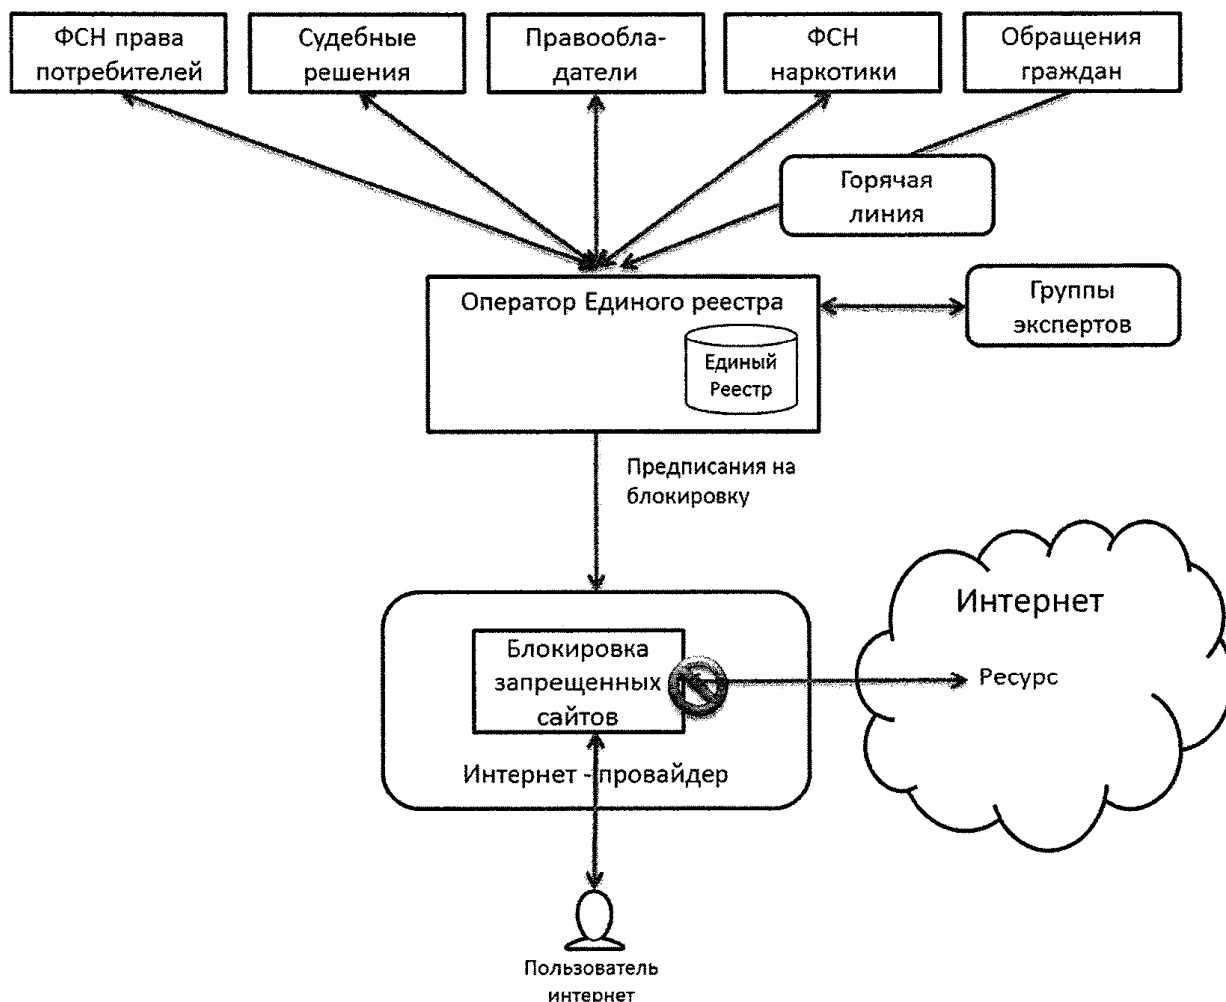 ФСН права
потребителей
Судебные
решения
Правообла-
датели
ФСН
наркотики
Обращения
граждан
Горячая
линия
Оператор Единого реестра
Группы
экспертов
Единый
Реестр
Предписания на
блокировку
Интернет
Блокировка
запрещенных
сайтов
Ресурс
Интернет - провайдер
Пользователь
интернет